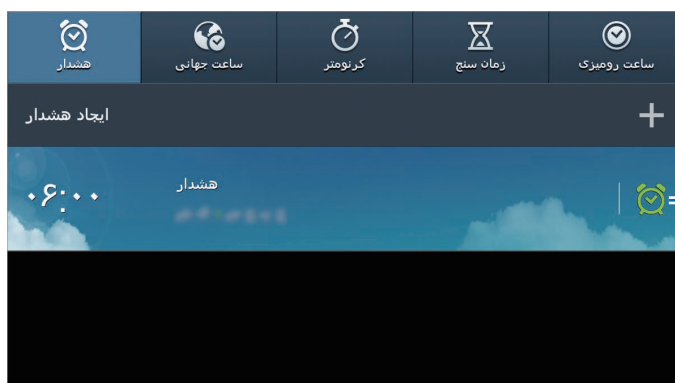 هشدار
ساعت جهانی
کرنومتر
زمان سنج
ساعت رومیزی
ایجاد هشدار
۰۶:۰۰
هشدار